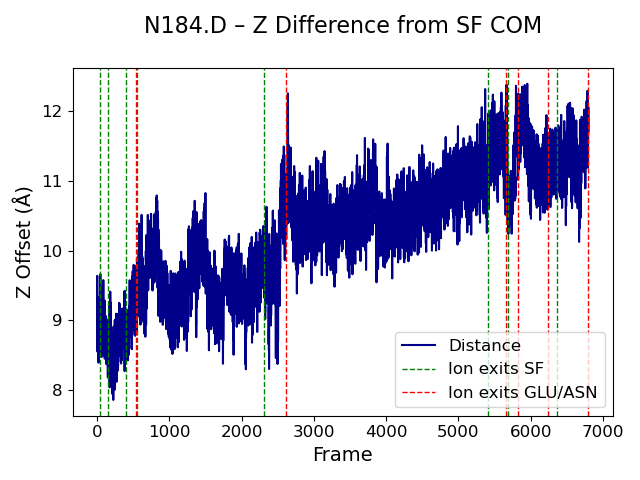 N184.D – Z Difference from SF COM
Z Offset (Å)
12
11
10
9
8
0
1000
2000
3000
4000
5000
6000
7000
Frame
Distance
Ion exits SF
Ion exits GLU/ASN